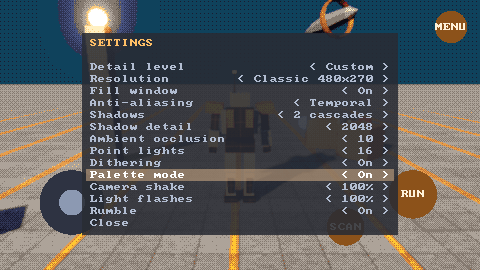 MENU
SETTINGS
Detail level < Custom >
Resolution < Classic 480x270 >
Fill window < On >
Anti-aliasing < Temporal >
Shadows < 2 cascades >
Shadow detail < 2048 >
Ambient occlusion < 10 >
Point lights < 16 >
Dithering < On >
Palette mode < On >
Camera shake < 100% >
Light flashes < 100% >
Rumble < On >
Close
RUN
SCAN